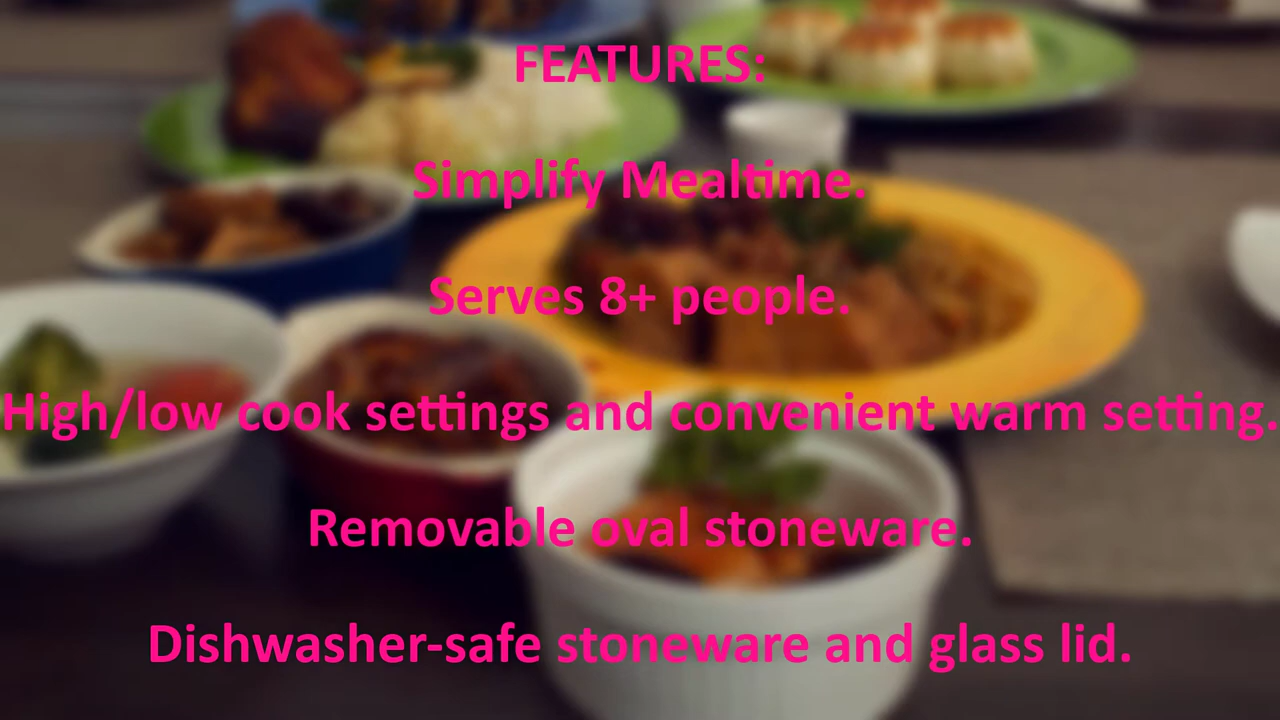 FEATURES:
Simplify Mealtime.
Serves 8+ people.
High/low cook settings and convenient warm setting.
Removable oval stoneware.
Dishwasher-safe stoneware and glass lid.